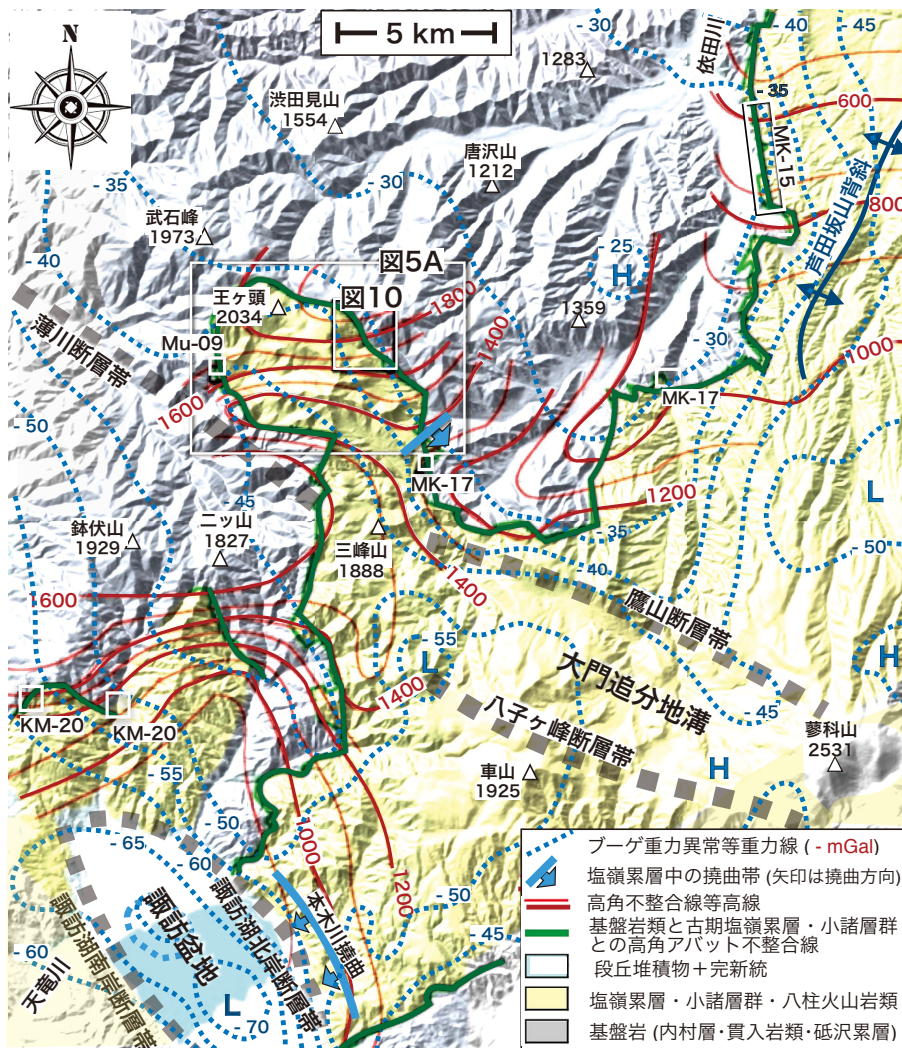 N
5 km
- 30
依田川
- 40
- 45
1283
渋田見山
1554
- 35
600
MK-15
唐沢山
1212
- 35
- 30
800
芦田坂山背斜
武石峰
1973
- 40
図5A
- 25
H
王ヶ頭
2034
図10
1800
1400
1359
薄川断層帯
Mu-09
- 30
1000
1600
MK-17
- 50
MK-17
1200
L
- 45
- 35
二ッ山
1827
鉢伏山
1929
三峰山
1888
- 50
1400
- 40
1600
鷹山断層帯
- 55
L
H
大門追分地溝
1400
- 45
KM-20
KM-20
八子ヶ峰断層帯
蓼科山
2531
H
車山
1925
- 55
- 50
- 65
- 60
1000
1200
諏訪湖南岸断層帯
諏訪盆地
諏訪湖北岸断層帯
本木川撓曲
- 50
- 45
- 60
天竜川
L
- 70
ブーゲ重力異常等重力線 ( - mGal)
塩嶺累層中の撓曲帯 (矢印は撓曲方向)
高角不整合線等高線
基盤岩類と古期塩嶺累層・小諸層群
との高角アバット不整合線
段丘堆積物＋完新統
塩嶺累層・小諸層群・八柱火山岩類
基盤岩 (内村層・貫入岩類・砥沢累層)